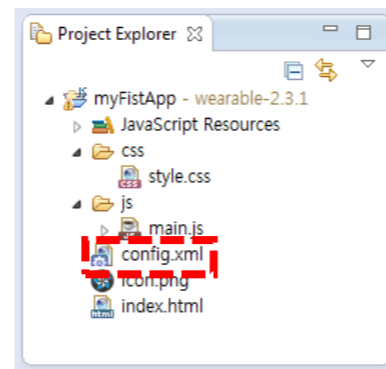 Project Explorer
myFistApp - wearable-2.3.1
JavaScript Resources
css
style.css
js
main.js
config.xml
icon.png
index.html